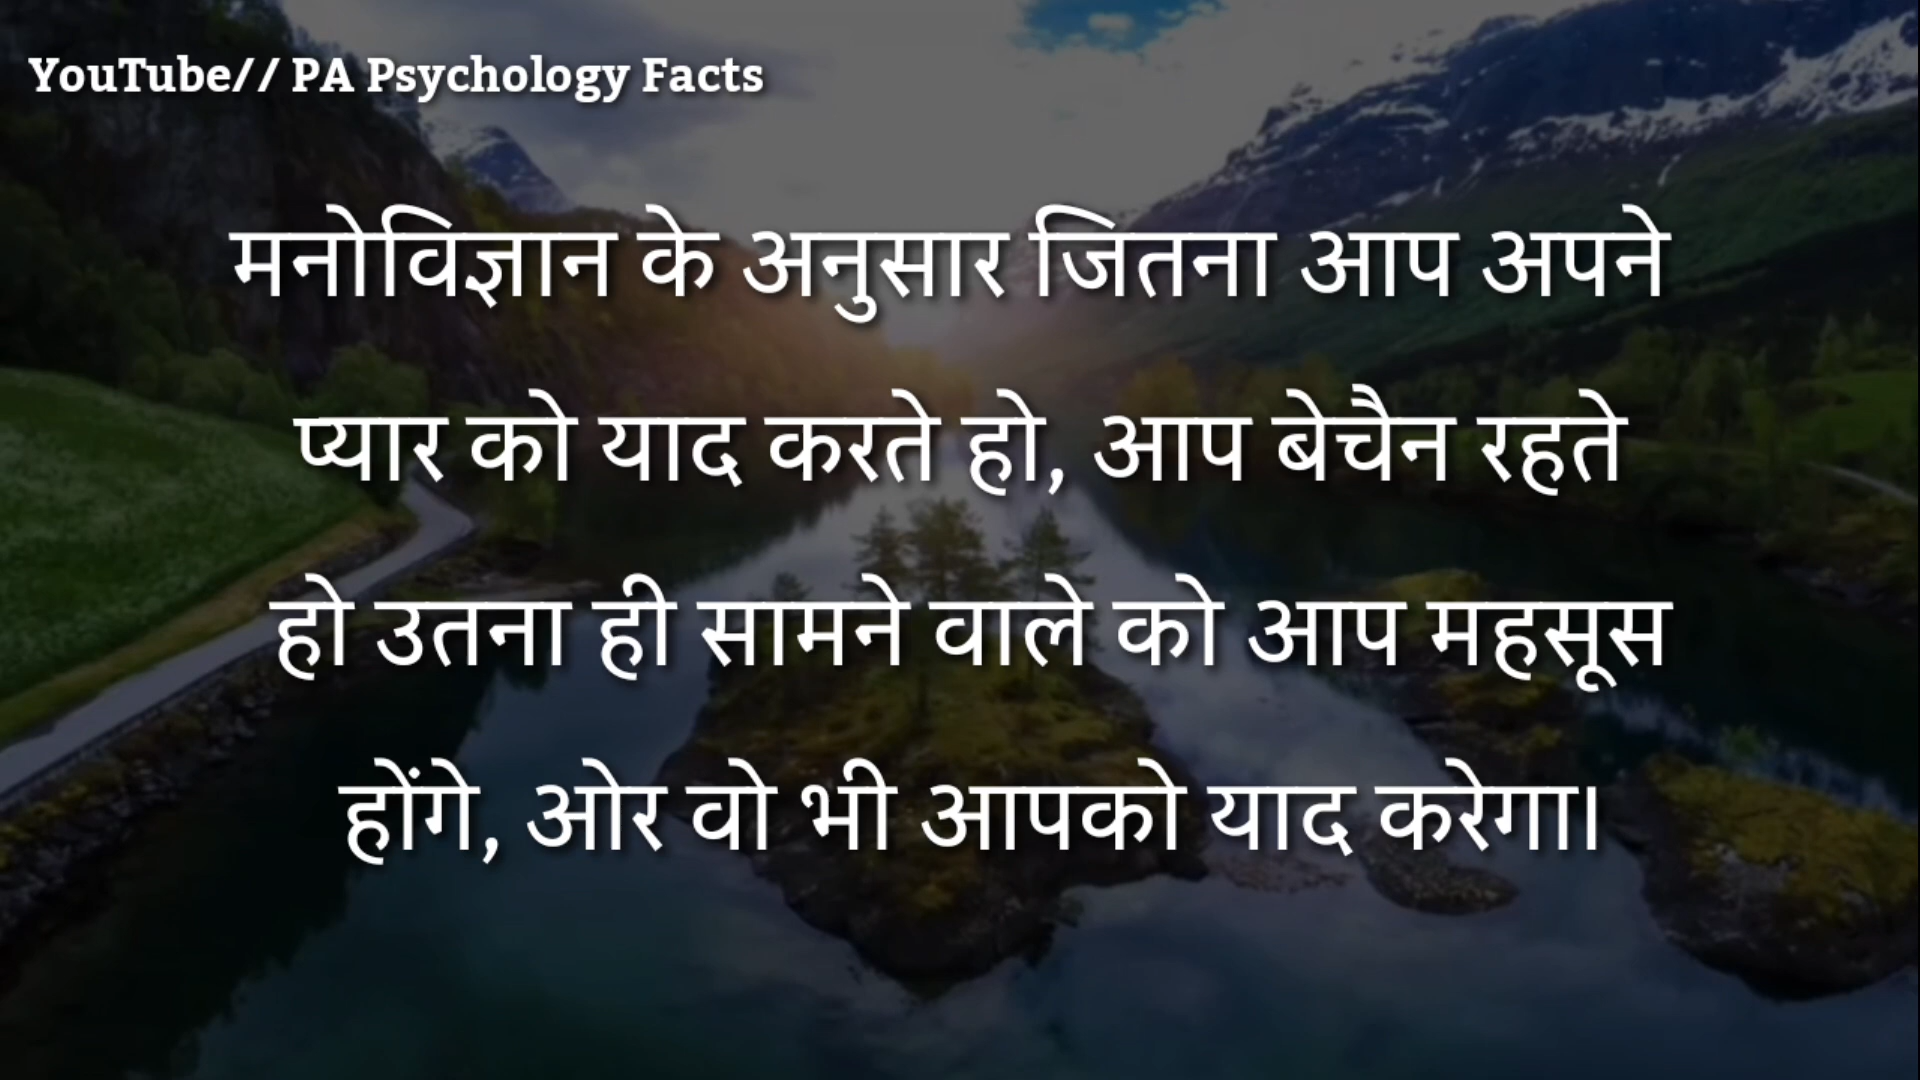 YouTube// PA Psychology Facts
मनोविज्ञान के अनुसार जितना आप अपने
प्यार को याद करते हो, आप बेचैन रहते
हो उतना ही सामने वाले को आप महसूस
होंगे, ओर वो भी आपको याद करेगा।